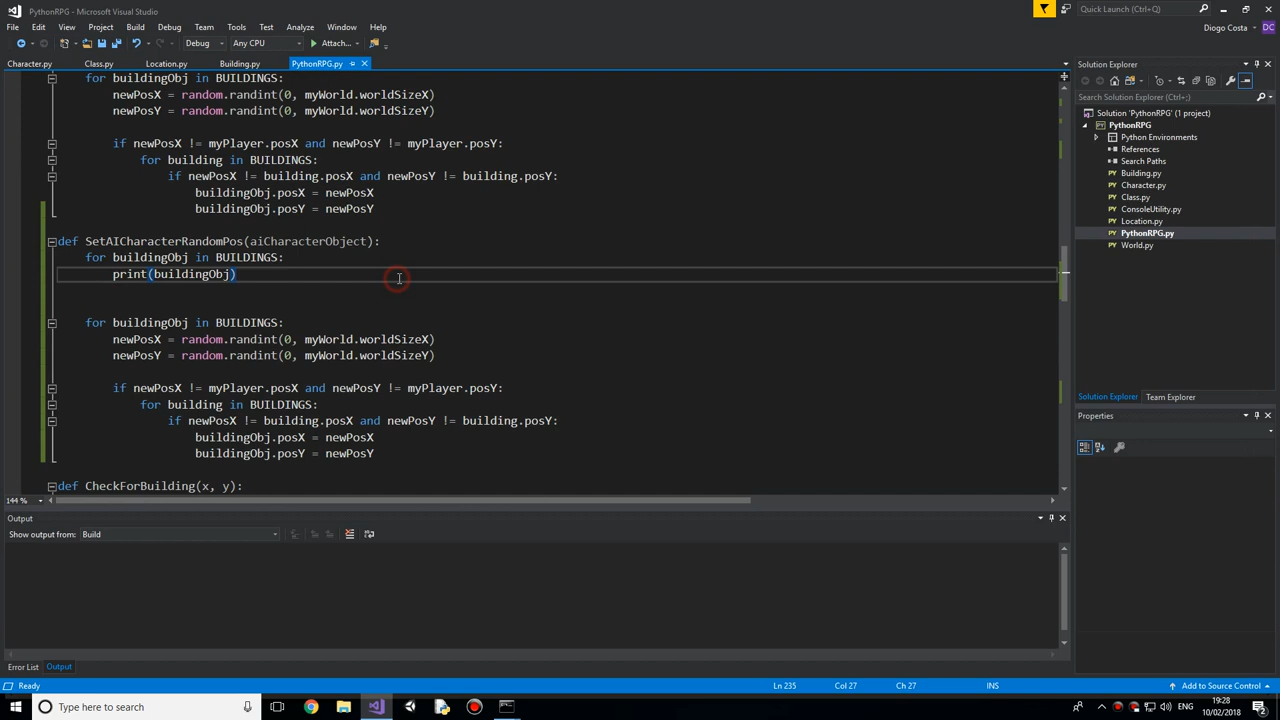 PythonRPG - Microsoft Visual Studio
Quick Launch (Ctrl+Q)
File Edit View Project Build Debug Team Tools Test Analyze Window Help
Diogo Costa
DC
Debug Any CPU Attach...
Character.py Class.py Location.py Building.py PythonRPG.py
for buildingObj in BUILDINGS:
newPosX = random.randint(0, myWorld.worldSizeX)
newPosY = random.randint(0, myWorld.worldSizeY)
if newPosX != myPlayer.posX and newPosY != myPlayer.posY:
for building in BUILDINGS:
if newPosX != building.posX and newPosY != building.posY:
buildingObj.posX = newPosX
buildingObj.posY = newPosY
def SetAICharacterRandomPos(aiCharacterObject):
for buildingObj in BUILDINGS:
print(buildingObj)
for buildingObj in BUILDINGS:
newPosX = random.randint(0, myWorld.worldSizeX)
newPosY = random.randint(0, myWorld.worldSizeY)
if newPosX != myPlayer.posX and newPosY != myPlayer.posY:
for building in BUILDINGS:
if newPosX != building.posX and newPosY != building.posY:
buildingObj.posX = newPosX
buildingObj.posY = newPosY
def CheckForBuilding(x, y):
144 %
Solution Explorer
Search Solution Explorer (Ctrl+;)
Solution 'PythonRPG' (1 project)
PythonRPG
Python Environments
References
Search Paths
Building.py
Character.py
Class.py
ConsoleUtility.py
Location.py
PythonRPG.py
World.py
Solution Explorer Team Explorer
Properties
Output
Show output from: Build
Error List Output
Ready Ln 235 Col 27 Ch 27 INS Add to Source Control
Type here to search
ENG
19:28
10/02/2018
2